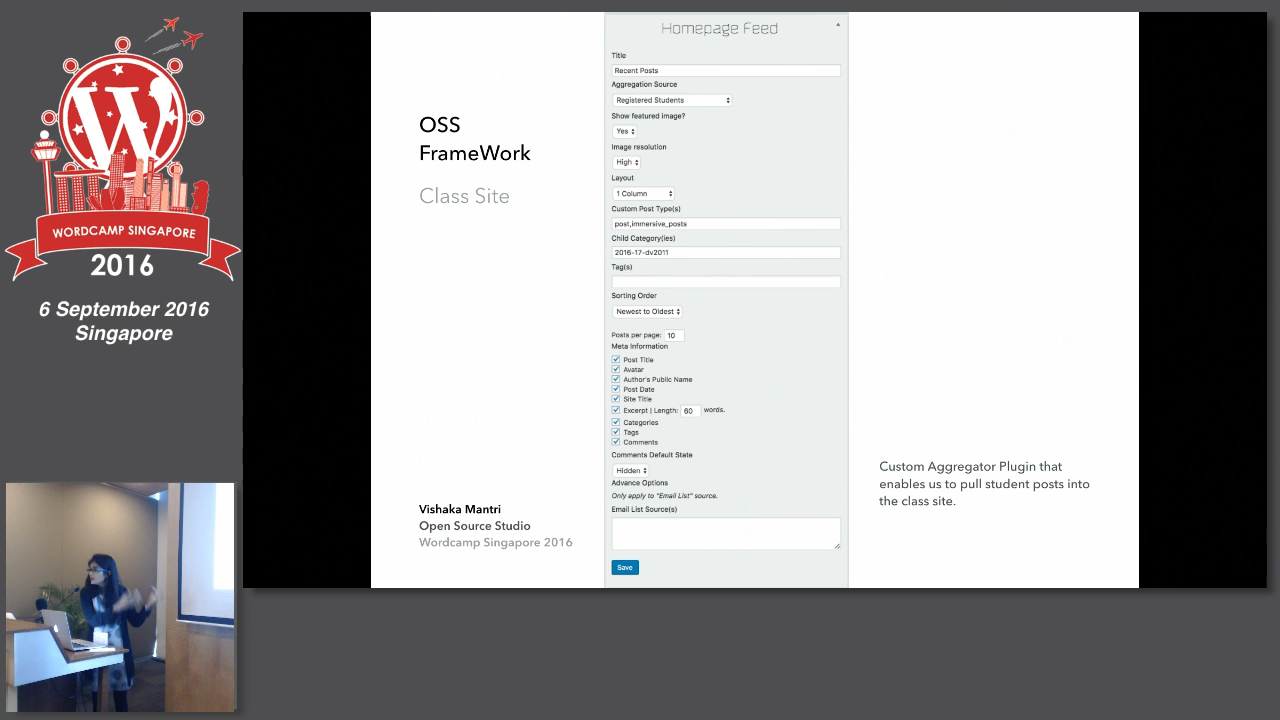 W
WORDCAMP SINGAPORE
2016
6 September 2016
Singapore
OSS
FrameWork
Class Site
Vishaka Mantri
Open Source Studio
Wordcamp Singapore 2016
Homepage Feed
Title
Recent Posts
Aggregation Source
Registered Students
Show featured image?
Yes
Image resolution
High
Layout
1 Column
Custom Post Type(s)
post,immersive_posts
Child Category(ies)
2016-17-dv2011
Tag(s)
Sorting Order
Newest to Oldest
Posts per page: 10
Meta Information
Post Title
Avatar
Author's Public Name
Post Date
Site Title
Excerpt | Length: 60 words.
Categories
Tags
Comments
Comments Default State
Hidden
Advance Options
Only apply to "Email List" source.
Email List Source(s)
Save
Custom Aggregator Plugin that
enables us to pull student posts into
the class site.